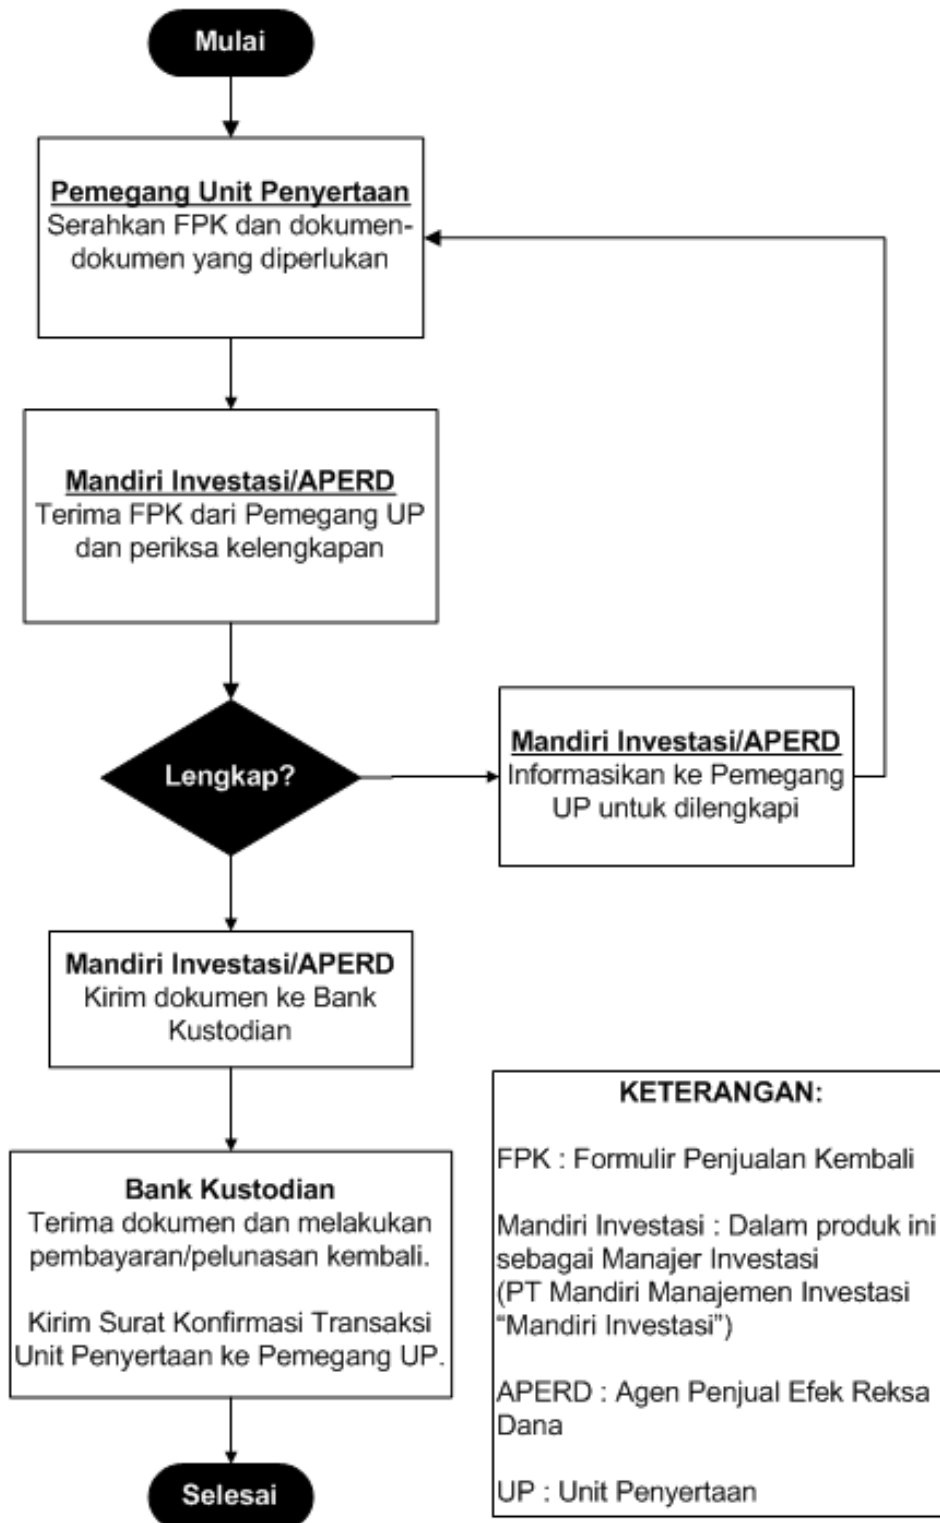 Mulai
Pemegang Unit Penyertaan
Serahkan FPK dan dokumen-
dokumen yang diperlukan
Mandiri Investasi/APERD
Terima FPK dari Pemegang UP
dan periksa kelengkapan
Lengkap?
Mandiri Investasi/APERD
Informasikan ke Pemegang
UP untuk dilengkapi
Mandiri Investasi/APERD
Kirim dokumen ke Bank
Kustodian
Bank Kustodian
Terima dokumen dan melakukan
pembayaran/pelunasan kembali.
Kirim Surat Konfirmasi Transaksi
Unit Penyertaan ke Pemegang UP.
Selesai
KETERANGAN:
FPK : Formulir Penjualan Kembali
Mandiri Investasi : Dalam produk ini
sebagai Manajer Investasi
(PT Mandiri Manajemen Investasi
“Mandiri Investasi”)
APERD : Agen Penjual Efek Reksa
Dana
UP : Unit Penyertaan